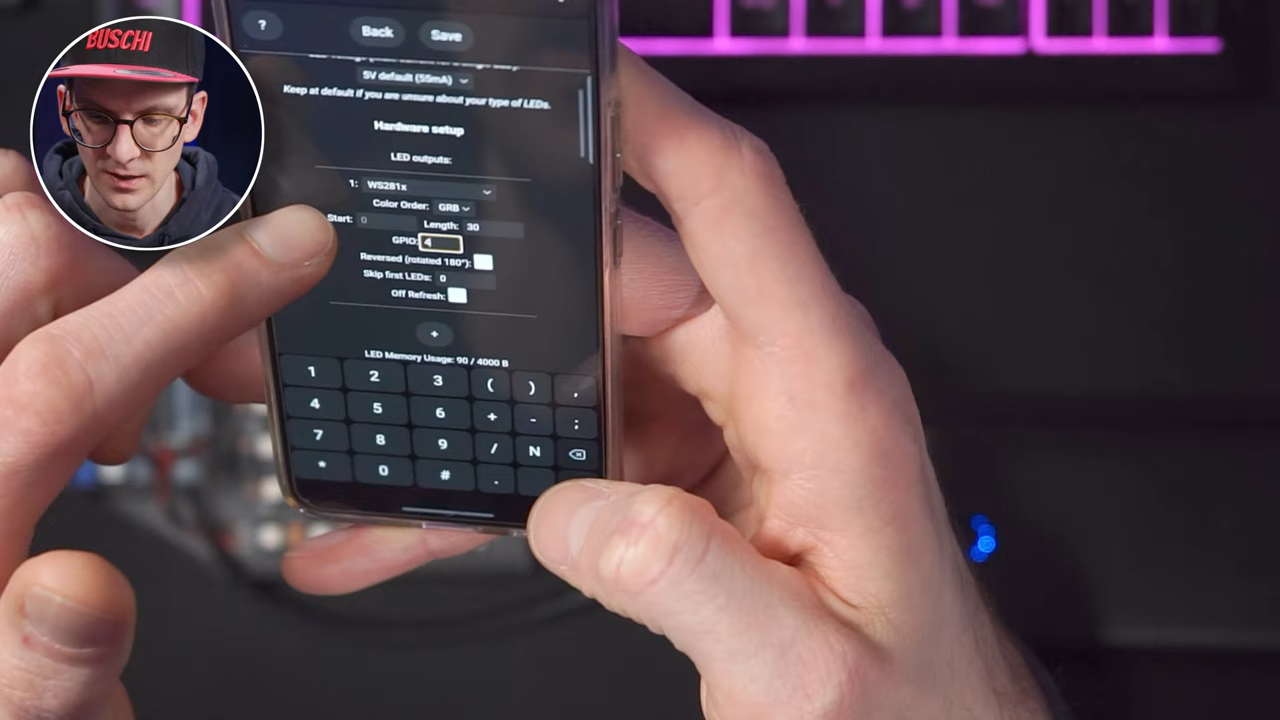 BUSCHI
?
Back
Save
5V default (55mA)
Keep at default if you are unsure about your type of LEDs.
Hardware setup
LED outputs:
1: WS281x
Color Order: GRB
Start: 0 Length: 30
GPIO: 4
Reversed (rotated 180°):
Skip first LEDs: 0
Off Refresh:
+
LED Memory Usage: 90 / 4000 B
1 2 3 ( ) ,
4 5 6 + - ;
7 8 9 / N
* 0 # .